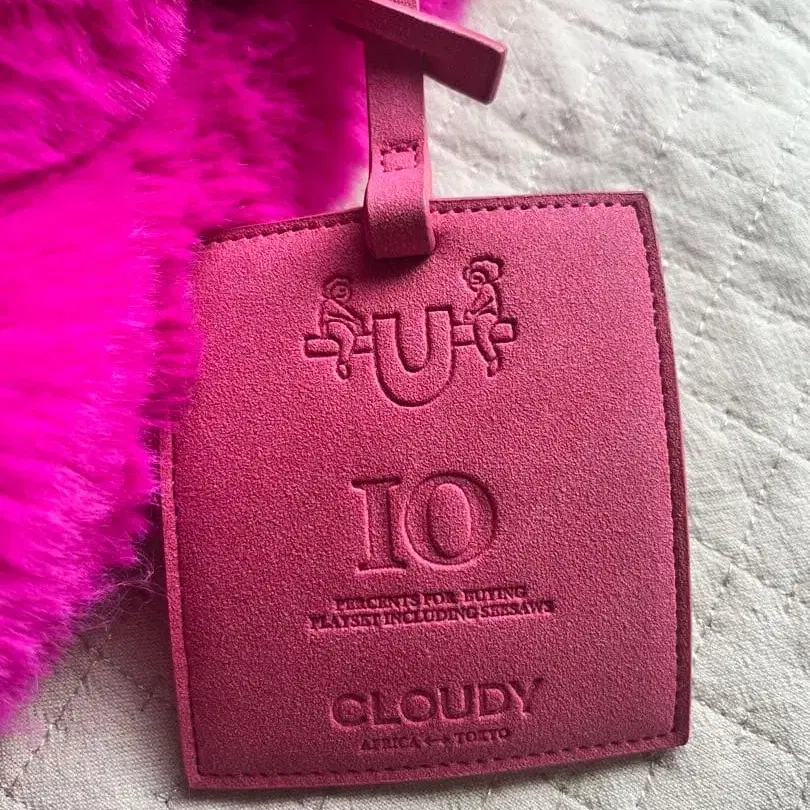 U
10
PERCENTS FOR BUYING
PLAYSET INCLUDING SEESAWS
CLOUDY
AFRICA ↔ TOKYO